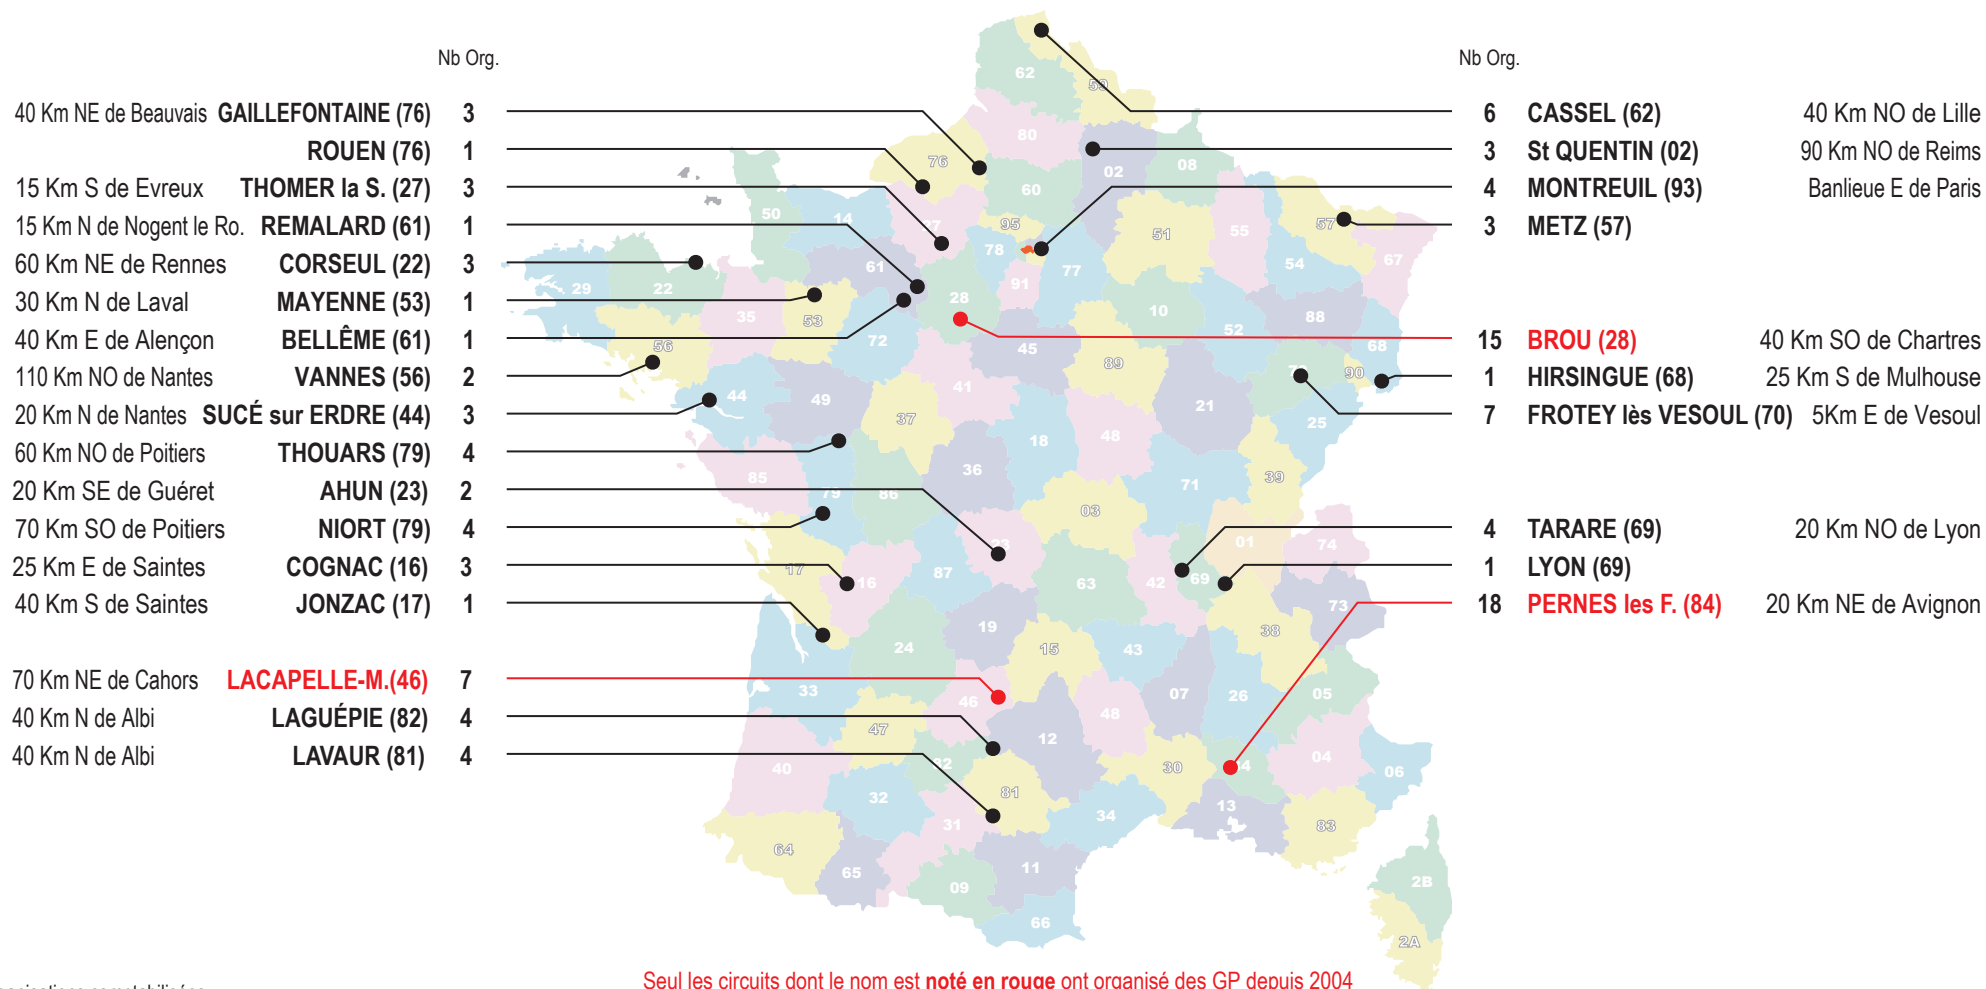 Nb Org.
40 Km NE de Beauvais GAILLEFONTAINE (76) 3
ROUEN (76) 1
15 Km S de Evreux THOMER la S. (27) 3
15 Km N de Nogent le Ro. REMALARD (61) 1
60 Km NE de Rennes CORSEUL (22) 3
30 Km N de Laval MAYENNE (53) 1
40 Km E de Alençon BELLÊME (61) 1
110 Km NO de Nantes VANNES (56) 2
20 Km N de Nantes SUCÉ sur ERDRE (44) 3
60 Km NO de Poitiers THOUARS (79) 4
20 Km SE de Guéret AHUN (23) 2
70 Km SO de Poitiers NIORT (79) 4
25 Km E de Saintes COGNAC (16) 3
40 Km S de Saintes JONZAC (17) 1
70 Km NE de Cahors LACAPELLE-M.(46) 7
40 Km N de Albi LAGUÉPIE (82) 4
40 Km N de Albi LAVAUR (81) 4
62
59
80
76
02
08
60
50
14
95
51
55
57
67
78
61
77
54
29
22
91
28
35
53
10
52
88
56
72
45
89
68
90
41
44
49
37
21
25
18
48
36
85
79
86
71
39
03
01
74
23
17
16
87
63
42
69
73
19
38
24
15
43
33
46
48
07
26
05
47
12
40
04
30
06
81
32
34
13
31
83
64
65
11
09
66
2B
2A
Nb Org.
6 CASSEL (62) 40 Km NO de Lille
3 St QUENTIN (02) 90 Km NO de Reims
4 MONTREUIL (93) Banlieue E de Paris
3 METZ (57)
15 BROU (28) 40 Km SO de Chartres
1 HIRSINGUE (68) 25 Km S de Mulhouse
7 FROTEY lès VESOUL (70) 5Km E de Vesoul
4 TARARE (69) 20 Km NO de Lyon
1 LYON (69)
18 PERNES les F. (84) 20 Km NE de Avignon
Seul les circuits dont le nom est noté en rouge ont organisé des GP depuis 2004